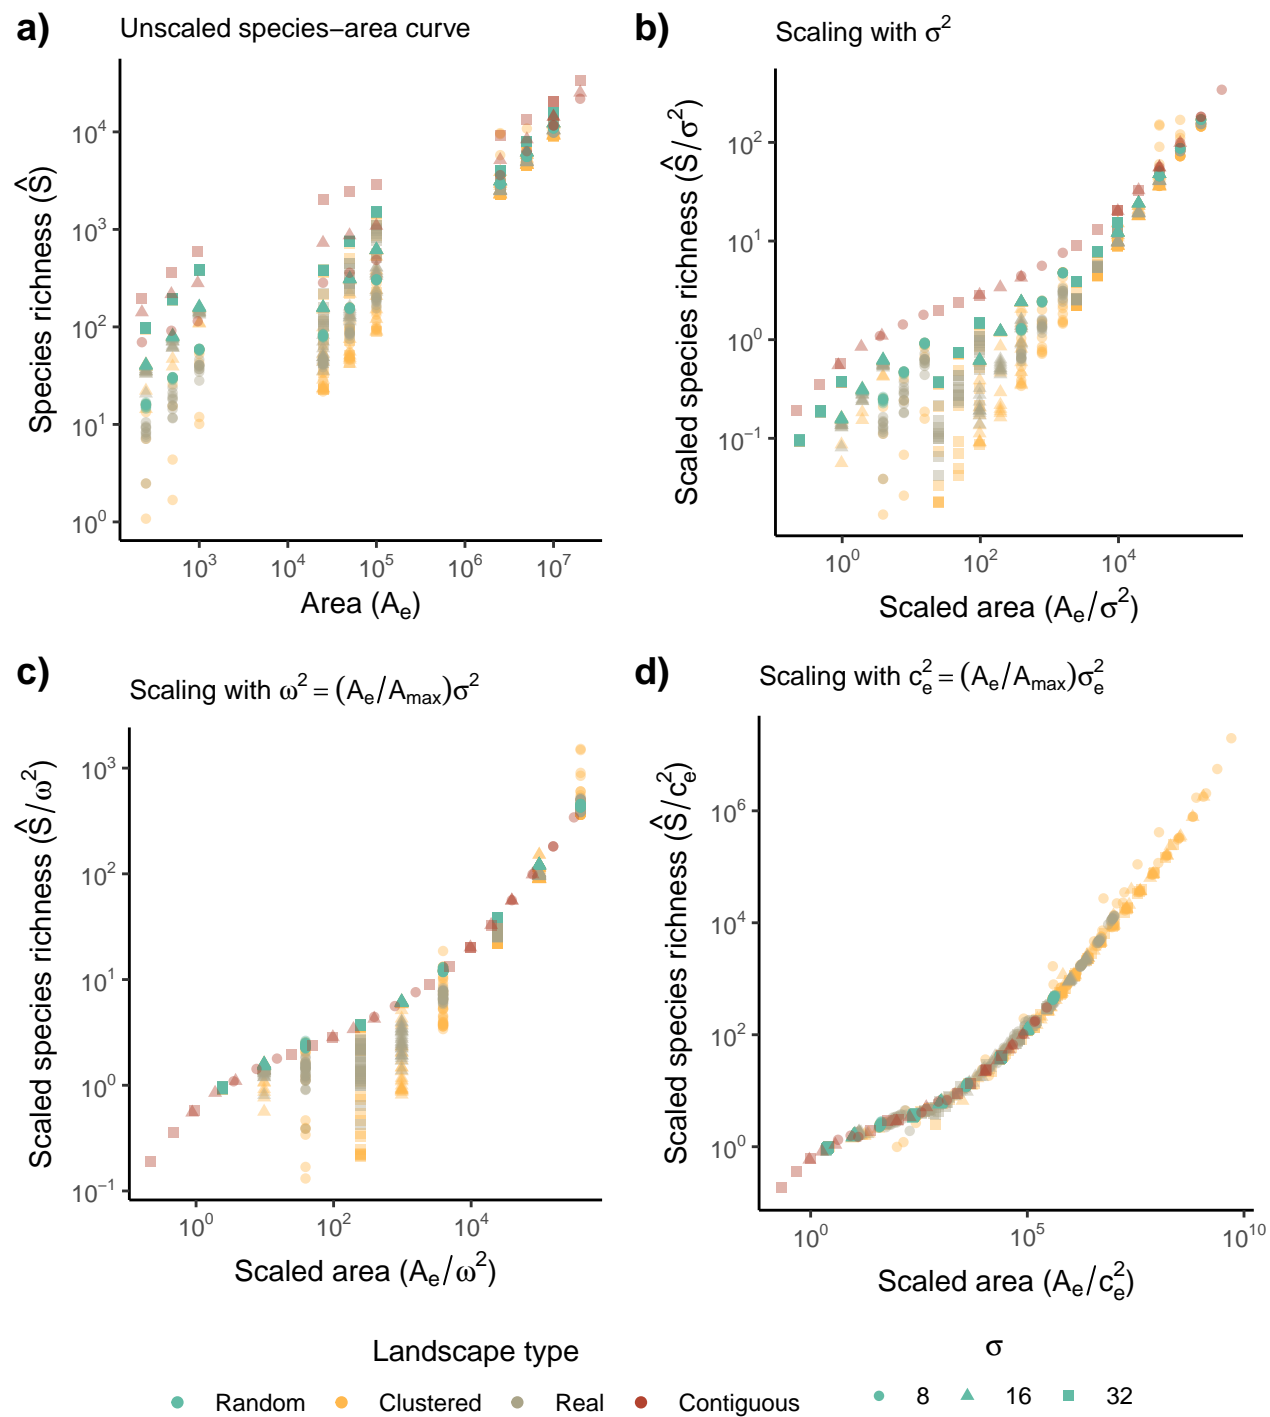 a)
Unscaled species−area curve
Species richness (Ŝ)
10⁴
10³
10²
10¹
10⁰
10³ 10⁴ 10⁵ 10⁶ 10⁷
Area (Aₑ)
b)
Scaling with σ²
Scaled species richness (Ŝ/σ²)
10²
10¹
10⁰
10⁻¹
10⁰ 10² 10⁴
Scaled area (Aₑ/σ²)
c)
Scaling with ω² = (Aₑ/Aₘₐₓ)σ²
Scaled species richness (Ŝ/ω²)
10³
10²
10¹
10⁰
10⁻¹
10⁰ 10² 10⁴
Scaled area (Aₑ/ω²)
d)
Scaling with cₑ² = (Aₑ/Aₘₐₓ)σₑ²
Scaled species richness (Ŝ/cₑ²)
10⁶
10⁴
10²
10⁰
10⁰ 10⁵ 10¹⁰
Scaled area (Aₑ/cₑ²)
Landscape type
Random Clustered Real Contiguous
σ
8 16 32